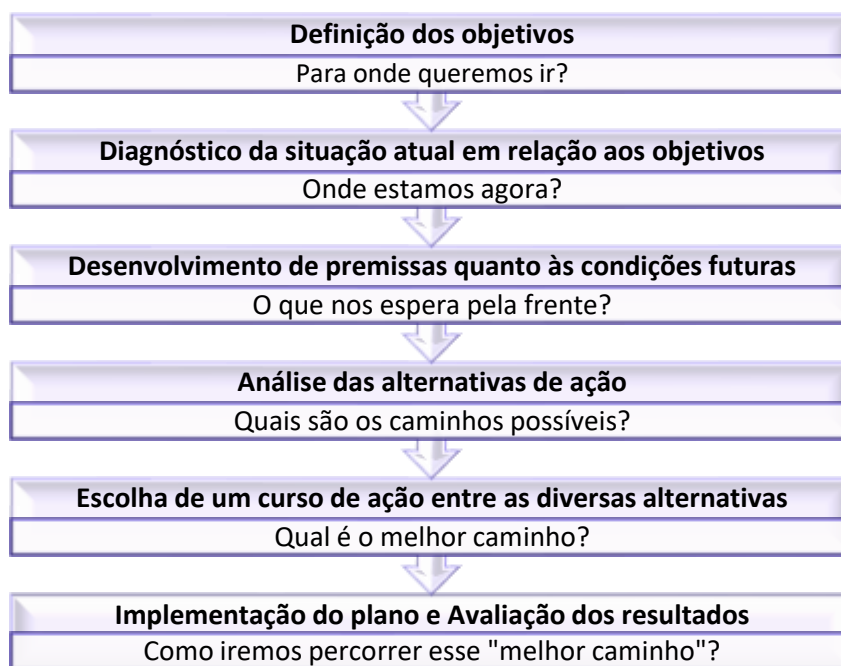 Definição dos objetivos
Para onde queremos ir?
Diagnóstico da situação atual em relação aos objetivos
Onde estamos agora?
Desenvolvimento de premissas quanto às condições futuras
O que nos espera pela frente?
Análise das alternativas de ação
Quais são os caminhos possíveis?
Escolha de um curso de ação entre as diversas alternativas
Qual é o melhor caminho?
Implementação do plano e Avaliação dos resultados
Como iremos percorrer esse "melhor caminho"?